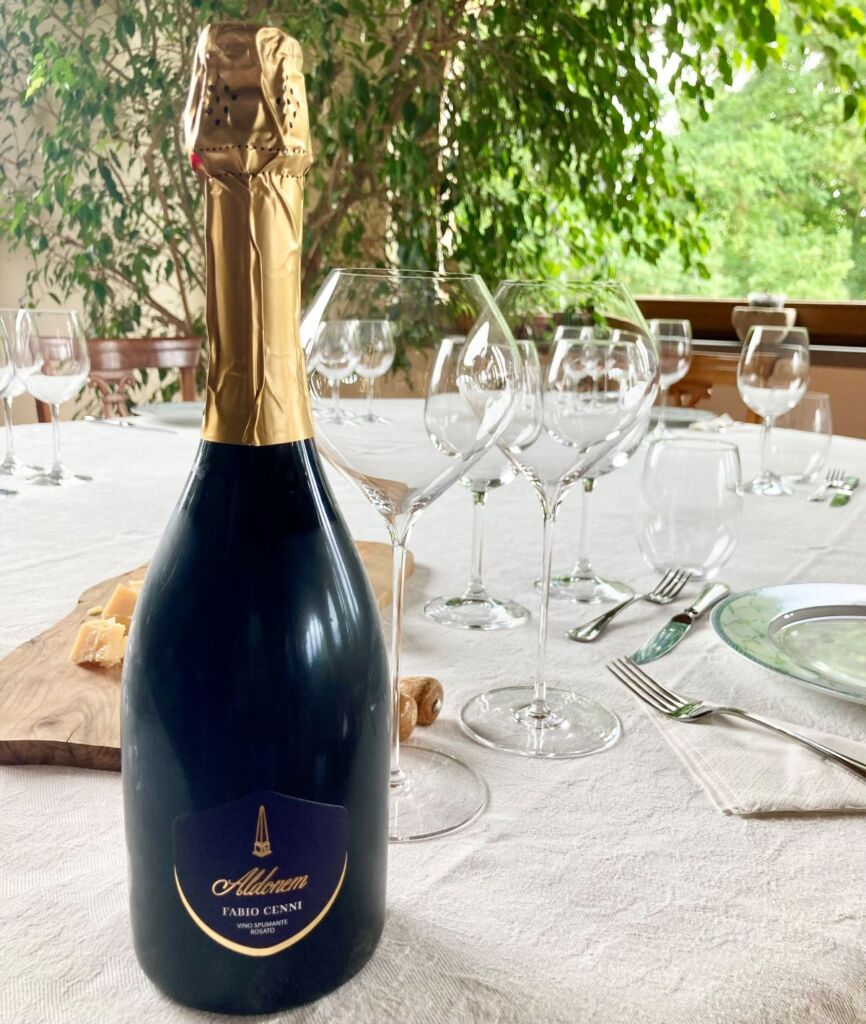 Aldonem
FABIO CENNI
VINO SPUMANTE
ROSATO